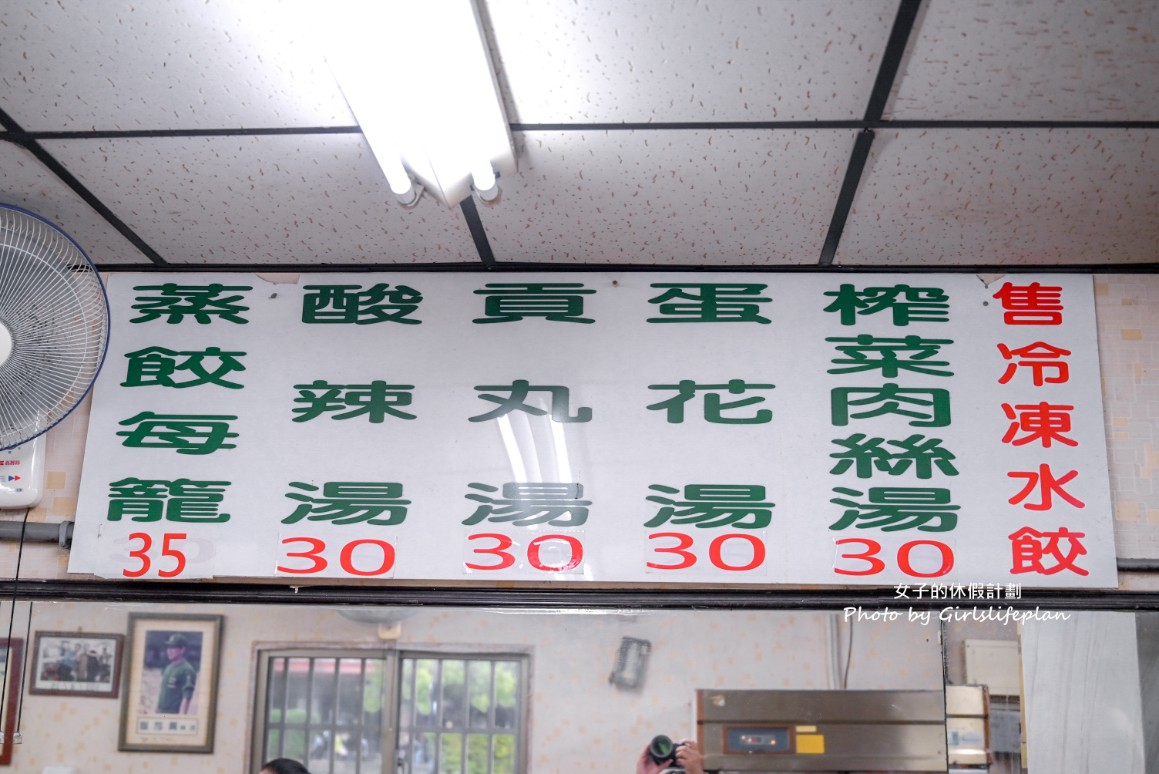 蒸餃每籠
35
酸辣湯
30
貢丸湯
30
蛋花湯
30
榨菜肉絲湯
30
售冷凍水餃
女子的休假計劃
Photo by Girlslifeplan